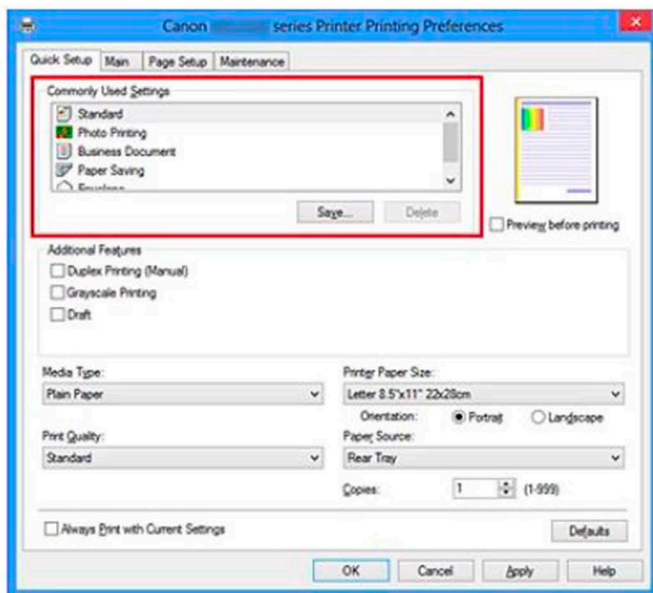 Canon series Printer Printing Preferences
Quick Setup Main Page Setup Maintenance
Commonly Used Settings
Standard
Photo Printing
Business Document
Paper Saving
Save... Delete
Preview before printing
Additional Features
Duplex Printing (Manual)
Grayscale Printing
Draft
Media Type: Printer Paper Size:
Plain Paper Letter 8.5"x11" 22x28cm
Orientation: Portrait Landscape
Print Quality: Paper Source:
Standard Rear Tray
Copies: 1 (1-999)
Always Print with Current Settings Defaults
OK Cancel Apply Help